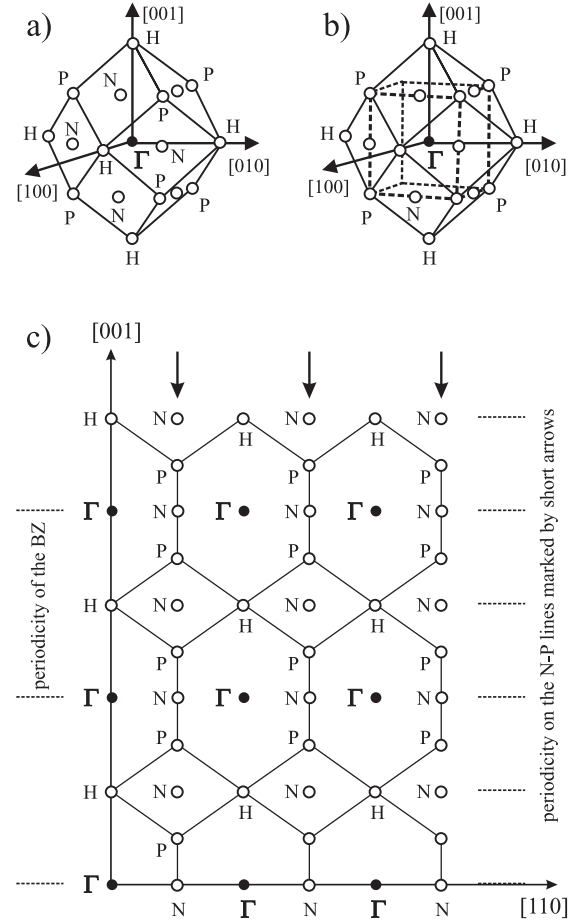 a)
[001]
H
P
N
P
P
H
N
H
Γ
N
H
[010]
[100]
P
N
P
P
H
b)
[001]
H
P
P
H
H
Γ
[010]
[100]
P
N
P
H
c)
[001]
H N H N H N
P P P
Γ N Γ N Γ N
P P P
H N H N H N
P P P
Γ N Γ N Γ N
P P P
H N H N H N
P
Γ
N Γ N Γ N [110]
periodicity of the BZ
periodicity on the N-P lines marked by short arrows